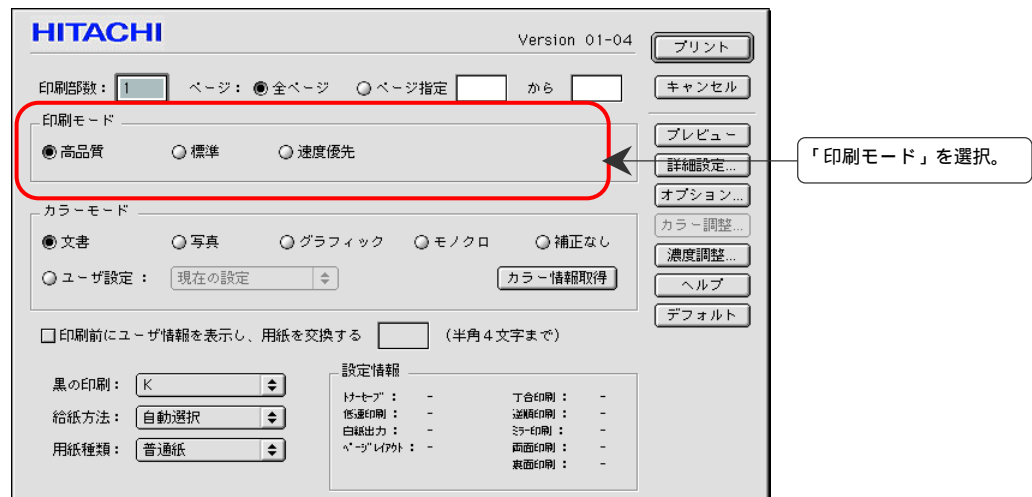 HITACHI
Version 01-04
プリント
印刷部数： 1 ページ： 全ページ ページ指定 から
キャンセル
印刷モード
高品質 標準 速度優先
プレビュー
詳細設定...
「印刷モード」を選択。
オプション...
カラーモード
文書 写真 グラフィック モノクロ 補正なし
カラー調整...
濃度調整...
ユーザ設定： 現在の設定 カラー情報取得
ヘルプ
デフォルト
印刷前にユーザ情報を表示し、用紙を交換する (半角４文字まで)
黒の印刷： K
給紙方法： 自動選択
用紙種類： 普通紙
設定情報
ﾄﾅｰｾｰﾌﾞ： - 丁合印刷： -
低速印刷： - 逆順印刷： -
白紙出力： - ﾐﾗｰ印刷： -
ﾍﾟｰｼﾞﾚｲｱｳﾄ： - 両面印刷： -
裏面印刷： -